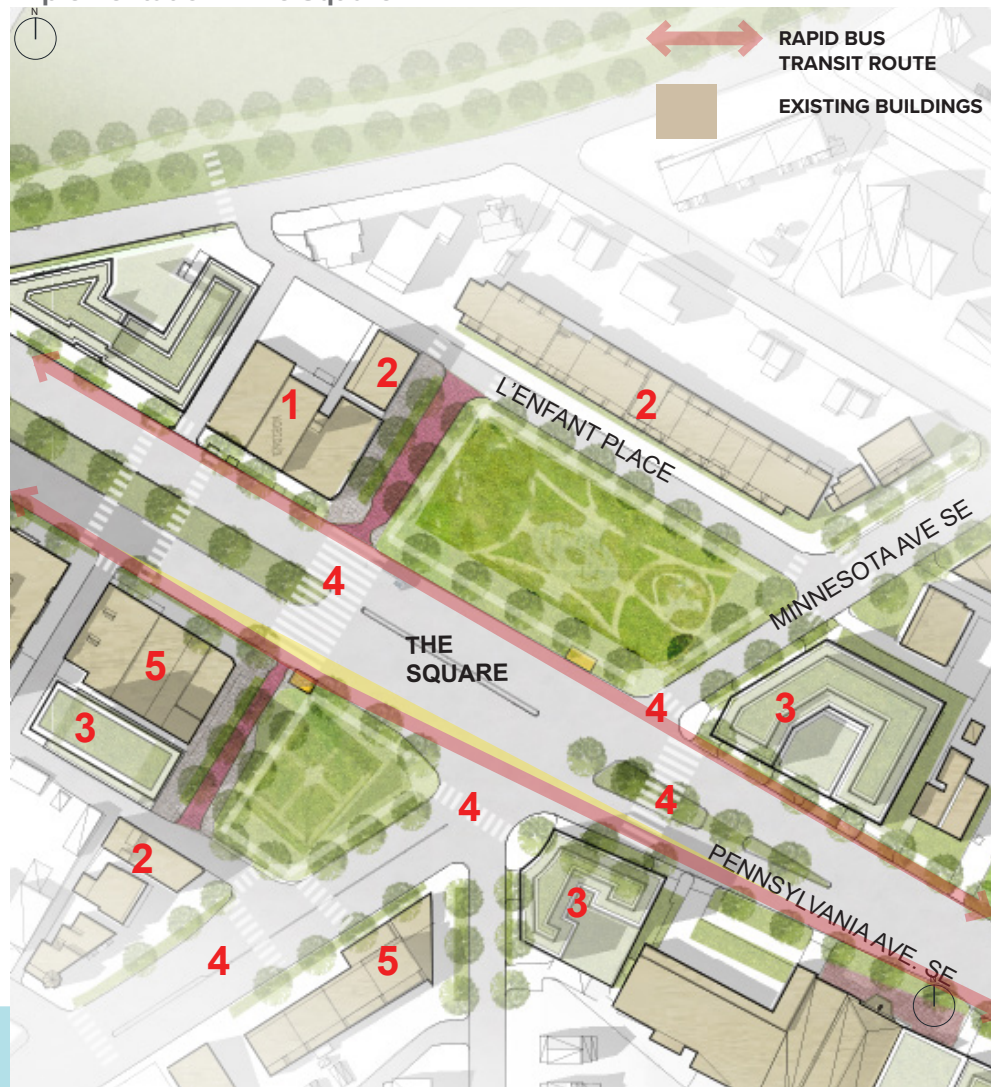 N
RAPID BUS
TRANSIT ROUTE
EXISTING BUILDINGS
2
1
2
L'ENFANT PLACE
MINNESOTA AVE SE
4
THE
SQUARE
5
3
3
4
4
4
2
3
PENNSYLVANIA AVE. SE
4
5